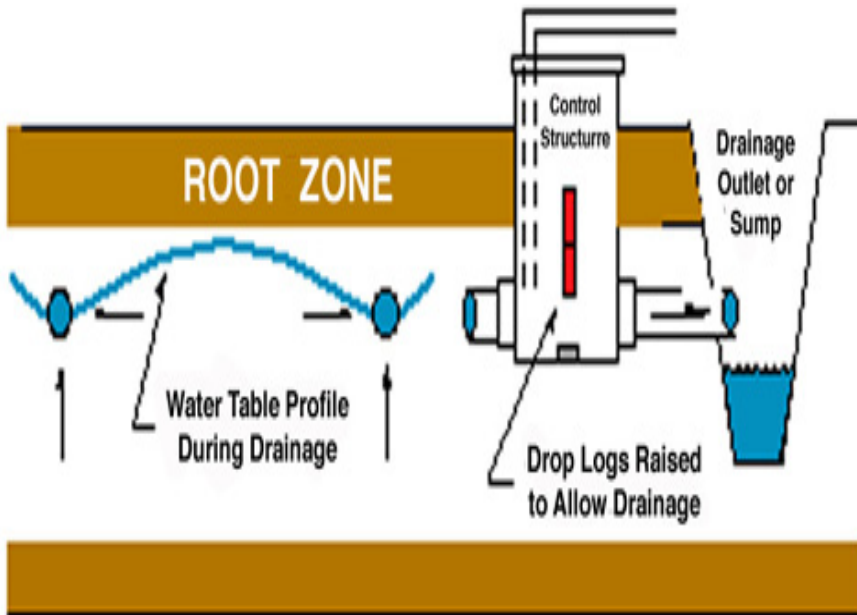 Control
Structurre
ROOT ZONE
Drainage
Outlet or
Sump
Water Table Profile
During Drainage
Drop Logs Raised
to Allow Drainage